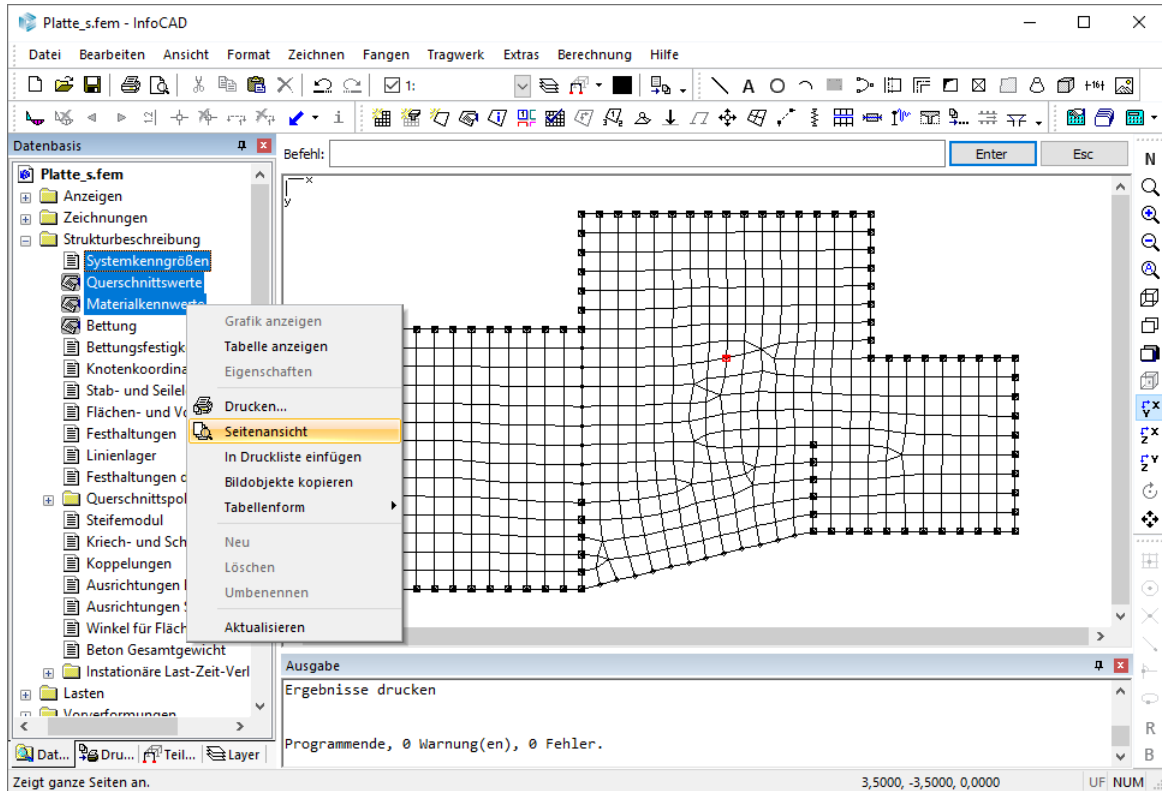 Platte_s.fem - InfoCAD
Datei Bearbeiten Ansicht Format Zeichnen Fangen Tragwerk Extras Berechnung Hilfe
1:
Datenbasis
Befehl:
Enter
Esc
Platte_s.fem
Anzeigen
Zeichnungen
Strukturbeschreibung
Systemkenngrößen
Querschnittswerte
Materialkennwerte
Bettung
Bettungsfestigk
Knotenkoordina
Stab- und Seilel
Flächen- und Vo
Festhaltungen
Linienlager
Festhaltungen d
Querschnittspol
Steifemodul
Kriech- und Sch
Koppelungen
Ausrichtungen
Ausrichtungen S
Winkel für Fläch
Beton Gesamtgewicht
Instationäre Last-Zeit-Verl
Lasten
Vorverformungen
Grafik anzeigen
Tabelle anzeigen
Eigenschaften
Drucken...
Seitenansicht
In Druckliste einfügen
Bildobjekte kopieren
Tabellenform
Neu
Löschen
Umbenennen
Aktualisieren
x
y
N
X
Y
X
Z
Y
Z
R
B
Dat... Dru... Teil... Layer
Ausgabe
Ergebnisse drucken
Programmende, 0 Warnung(en), 0 Fehler.
Zeigt ganze Seiten an.
3,5000, -3,5000, 0,0000
UF NUM